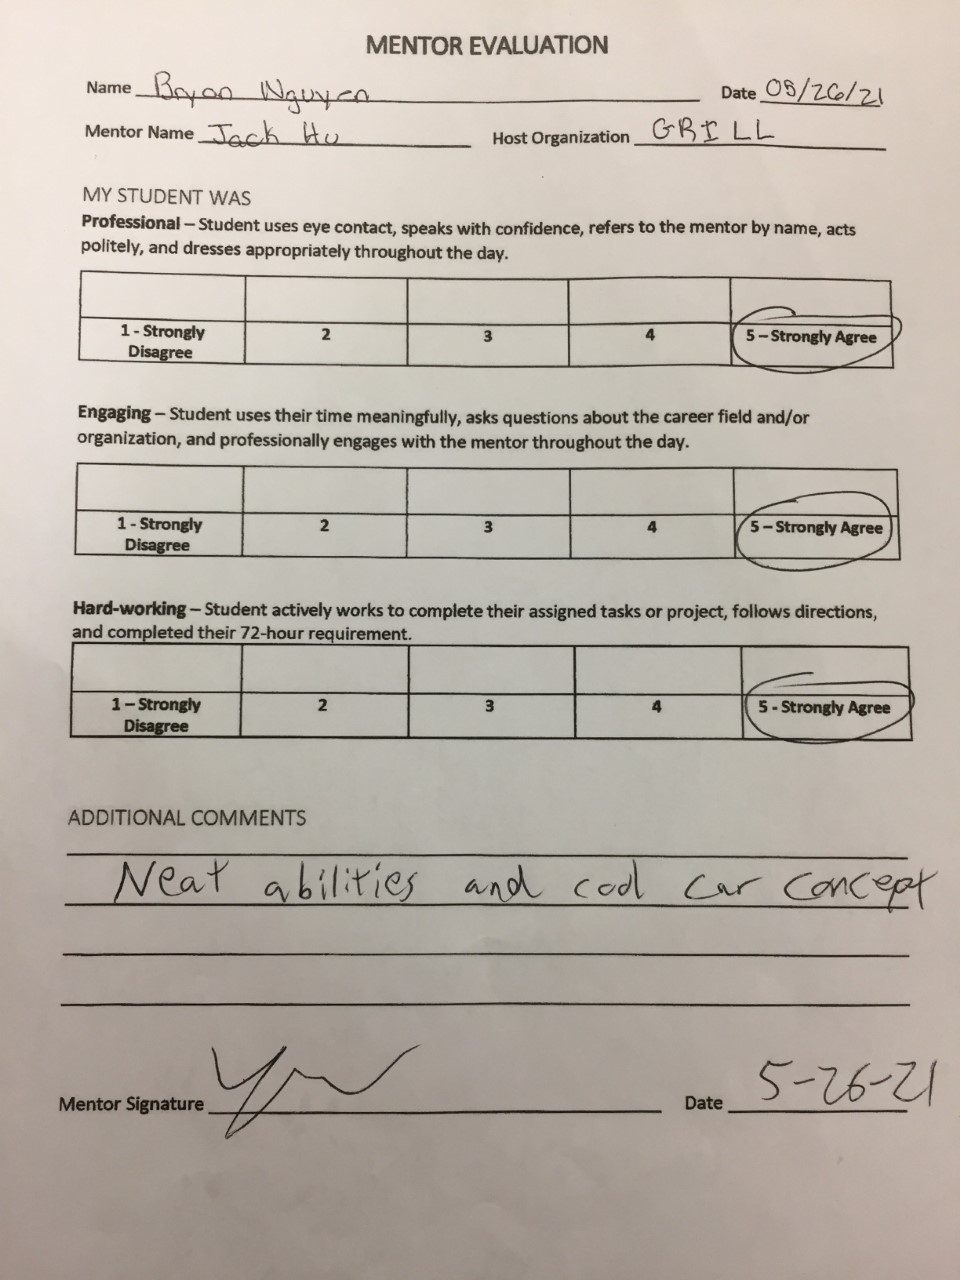 MENTOR EVALUATION
Name Bryan Nguyen Date 05/26/21
Mentor Name Jack Hu Host Organization GRILL
MY STUDENT WAS
Professional – Student uses eye contact, speaks with confidence, refers to the mentor by name, acts
politely, and dresses appropriately throughout the day.
1 - Strongly Disagree 2 3 4 5 – Strongly Agree
Engaging – Student uses their time meaningfully, asks questions about the career field and/or
organization, and professionally engages with the mentor throughout the day.
1 - Strongly Disagree 2 3 4 5 – Strongly Agree
Hard-working – Student actively works to complete their assigned tasks or project, follows directions,
and completed their 72-hour requirement.
1 – Strongly Disagree 2 3 4 5 - Strongly Agree
ADDITIONAL COMMENTS
Neat abilities and cool car concept
Mentor Signature Date 5-26-21